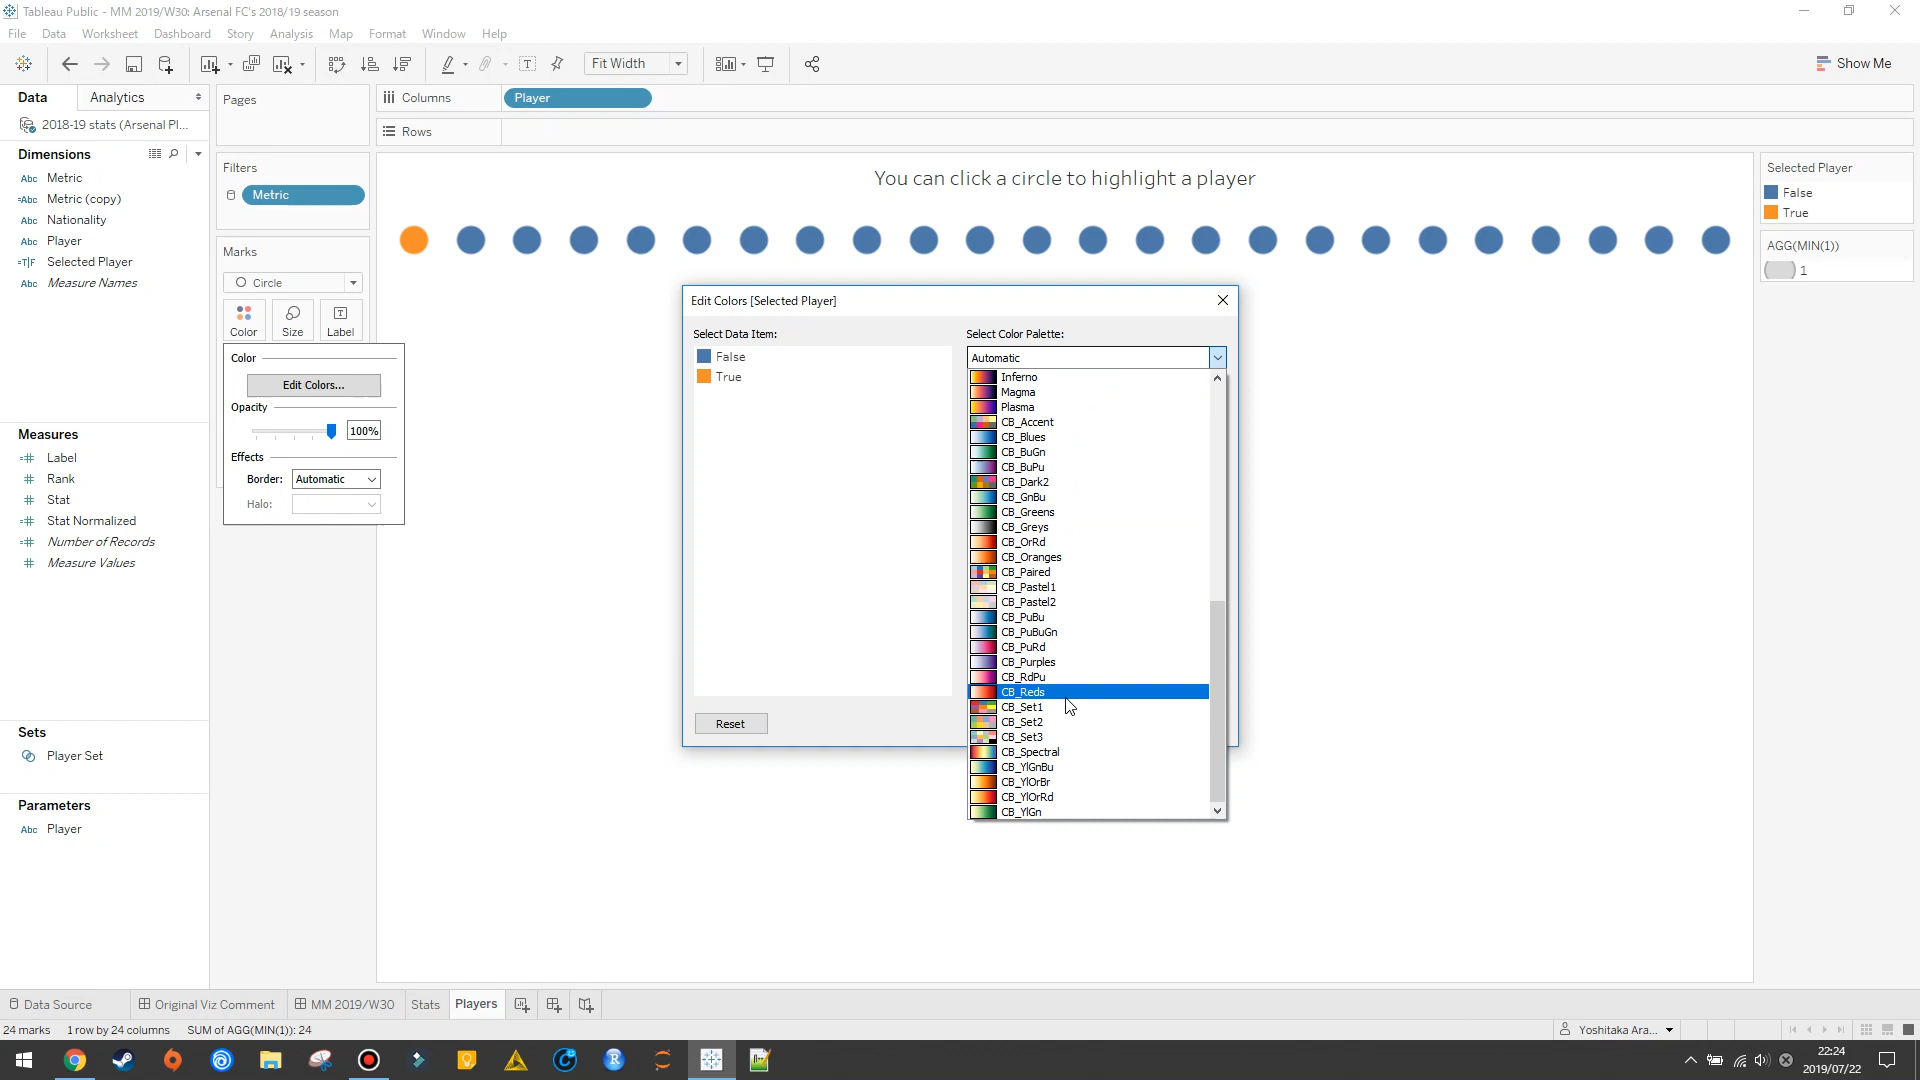 Tableau Public - MM 2019/W30: Arsenal FC's 2018/19 season
File Data Worksheet Dashboard Story Analysis Map Format Window Help
Fit Width
Show Me
Data Analytics
Pages
Columns Player
2018-19 stats (Arsenal Pl...
Rows
Dimensions
Filters
Metric
Abc Metric
=Abc Metric (copy)
Abc Nationality
Abc Player
=T|F Selected Player
Abc Measure Names
Marks
Circle
Color Size Label
Color
Edit Colors...
Opacity
100%
Effects
Border: Automatic
Halo:
Measures
Label
Rank
Stat
Stat Normalized
Number of Records
Measure Values
Sets
Player Set
Parameters
Abc Player
You can click a circle to highlight a player
Selected Player
False
True
AGG(MIN(1))
1
Edit Colors [Selected Player]
Select Data Item:
False
True
Reset
Select Color Palette:
Automatic
Inferno
Magma
Plasma
CB_Accent
CB_Blues
CB_BuGn
CB_BuPu
CB_Dark2
CB_GnBu
CB_Greens
CB_Greys
CB_OrRd
CB_Oranges
CB_Paired
CB_Pastel1
CB_Pastel2
CB_PuBu
CB_PuBuGn
CB_PuRd
CB_Purples
CB_RdPu
CB_Reds
CB_Set1
CB_Set2
CB_Set3
CB_Spectral
CB_YlGnBu
CB_YlOrBr
CB_YlOrRd
CB_YlGn
Data Source Original Viz Comment MM 2019/W30 Stats Players
24 marks 1 row by 24 columns SUM of AGG(MIN(1)): 24
Yoshitaka Ara...
22:24
2019/07/22